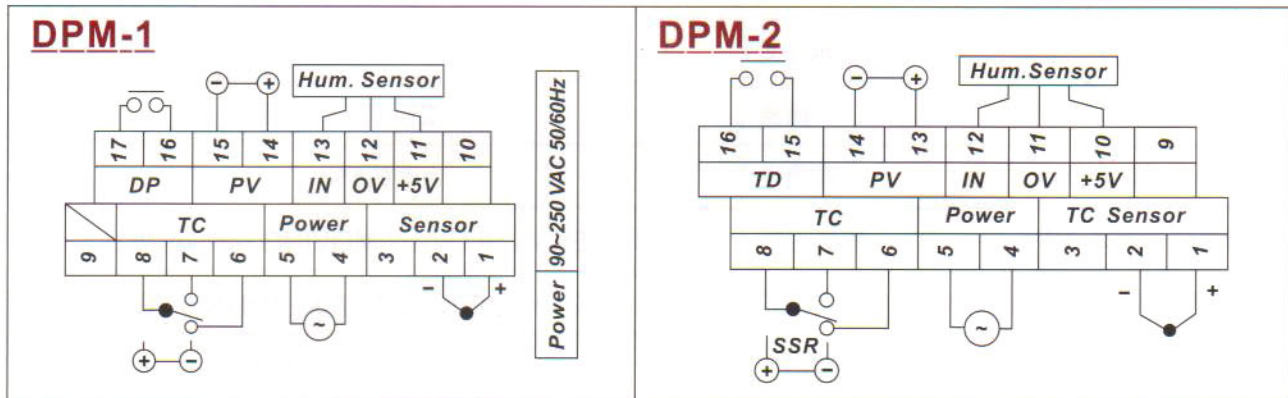 DPM-1
Hum. Sensor
− +
17 16 15 14 13 12 11 10
DP PV IN OV +5V
TC Power Sensor
9 8 7 6 5 4 3 2 1
− +
~
+ −
Power 90~250 VAC 50/60Hz
DPM-2
Hum.Sensor
− +
16 15 14 13 12 11 10 9
TD PV IN OV +5V
TC Power TC Sensor
8 7 6 5 4 3 2 1
− +
~
SSR
+ −